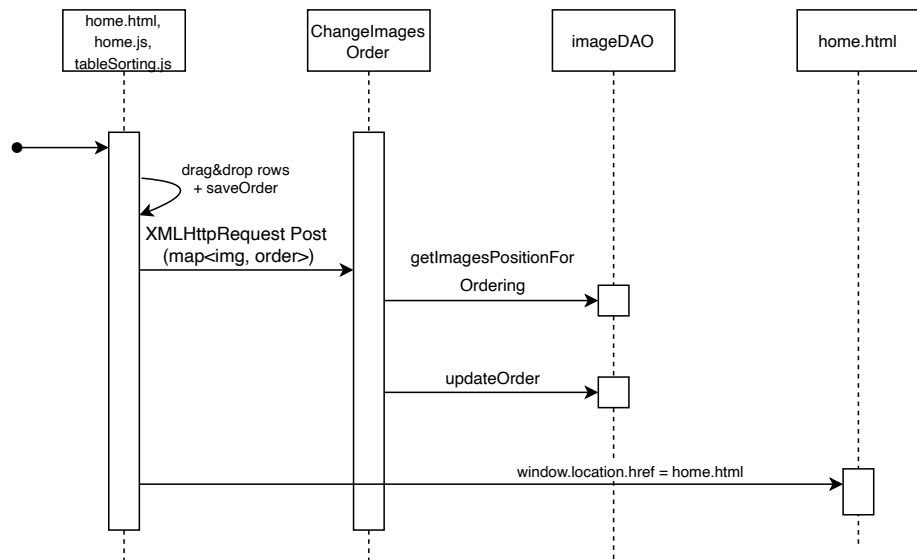 home.html,
home.js,
tableSorting.js
ChangeImages
Order
imageDAO
home.html
drag&drop rows
+ saveOrder
XMLHttpRequest Post
(map<img, order>)
getImagesPositionFor
Ordering
updateOrder
window.location.href = home.html